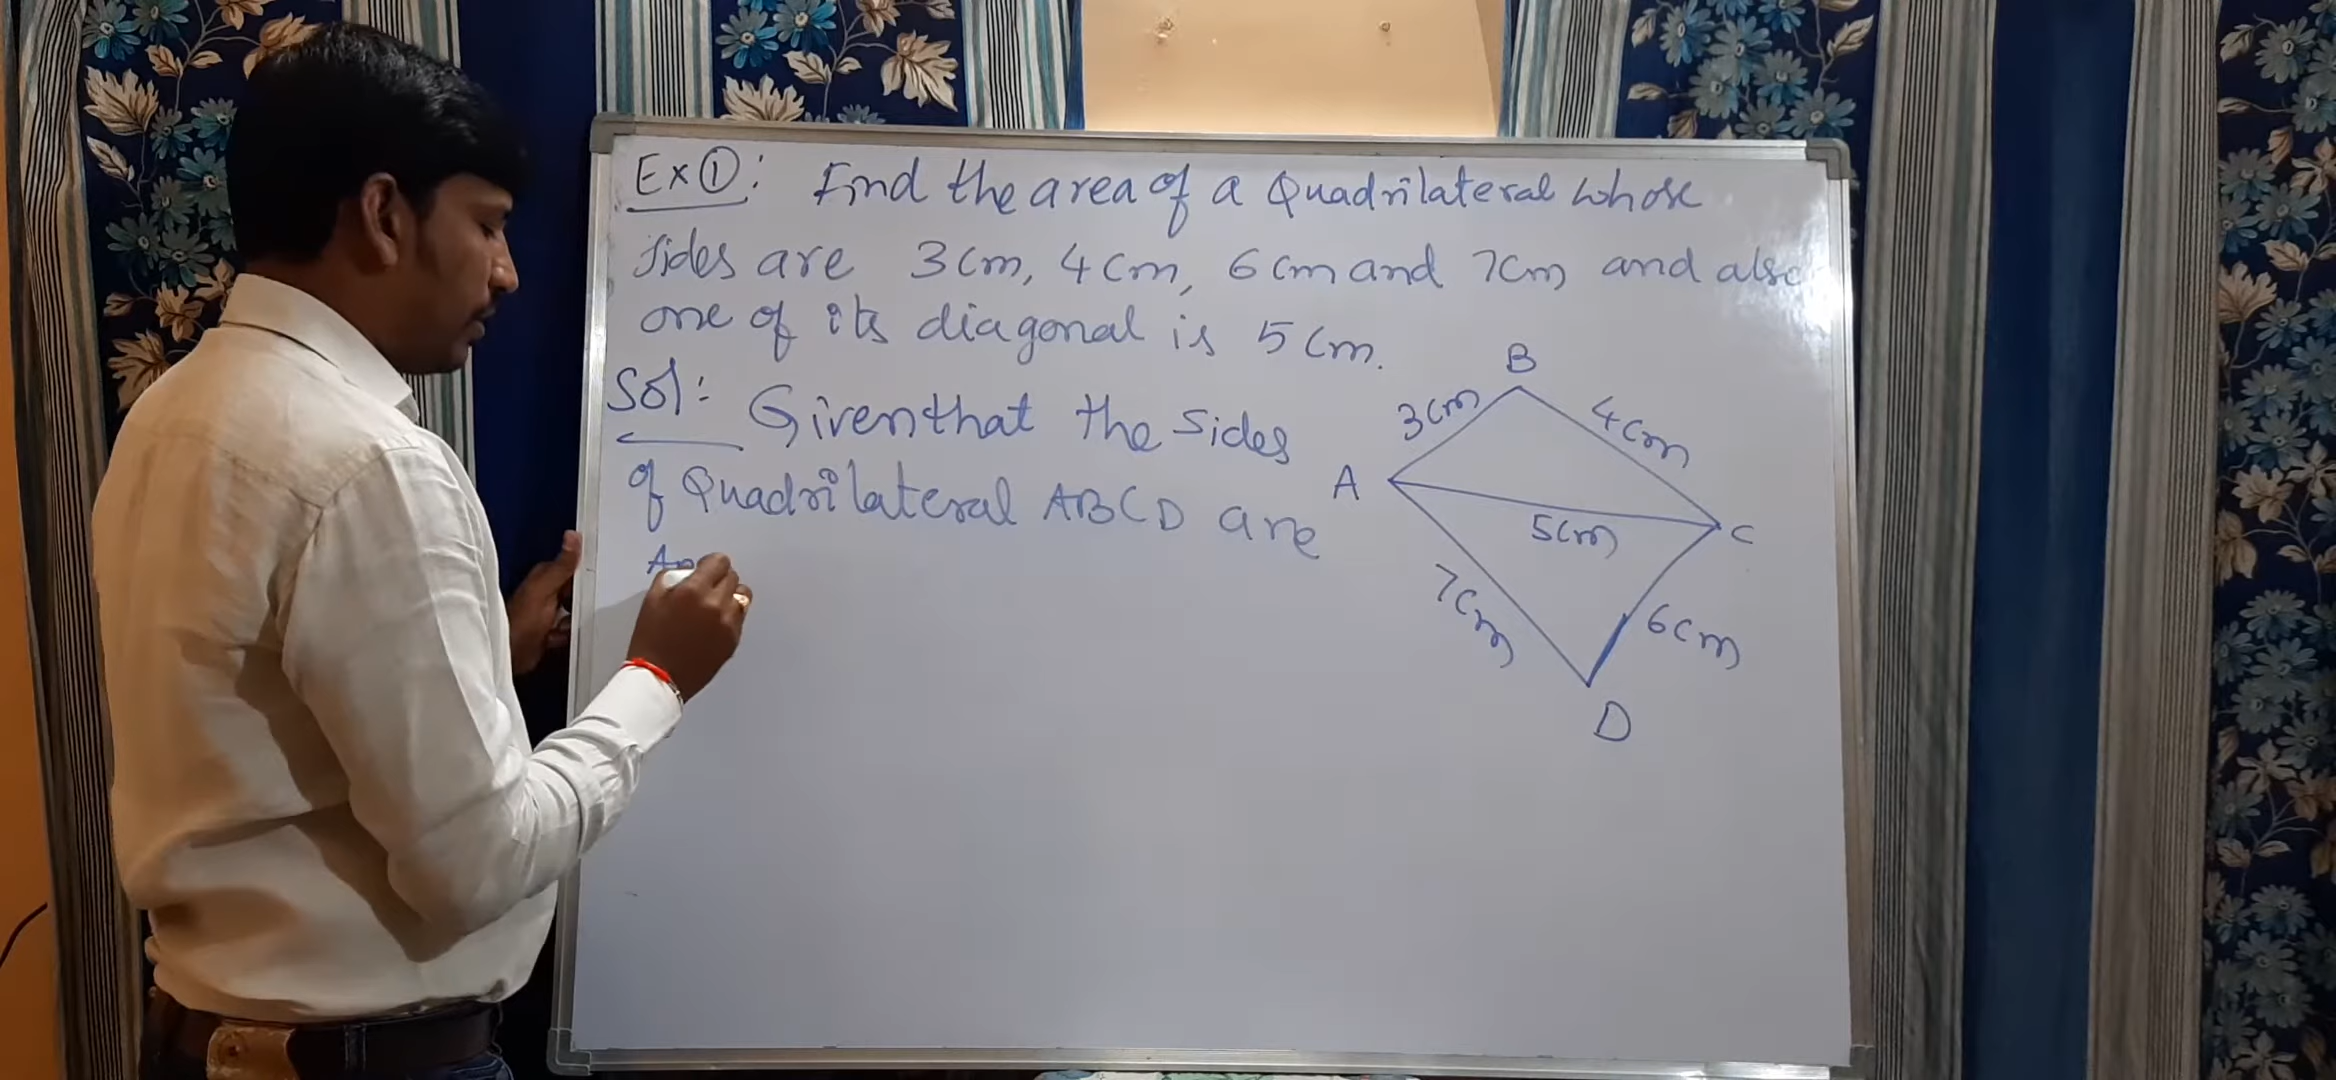 Ex①: Find the area of a Quadrilateral whose
sides are 3cm, 4cm, 6cm and 7cm and also
one of its diagonal is 5cm.
Sol: Given that the sides
of Quadrilateral ABCD are
B
3cm
4cm
A
5cm
C
7cm
6cm
D